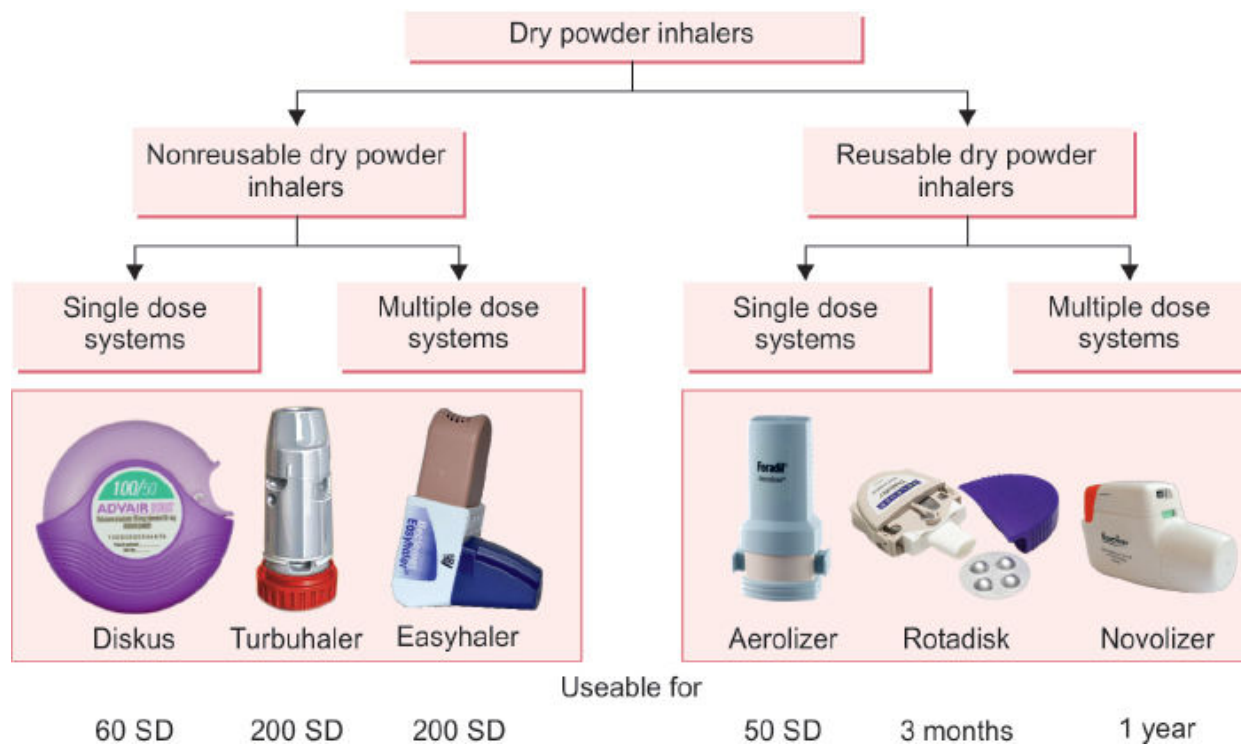 Dry powder inhalers
Nonreusable dry powder
inhalers
Reusable dry powder
inhalers
Single dose
systems
Multiple dose
systems
Single dose
systems
Multiple dose
systems
100/50
ADVAIR
Easyhaler
Foradil
Diskus
Turbuhaler
Easyhaler
Aerolizer
Rotadisk
Novolizer
Useable for
60 SD
200 SD
200 SD
50 SD
3 months
1 year